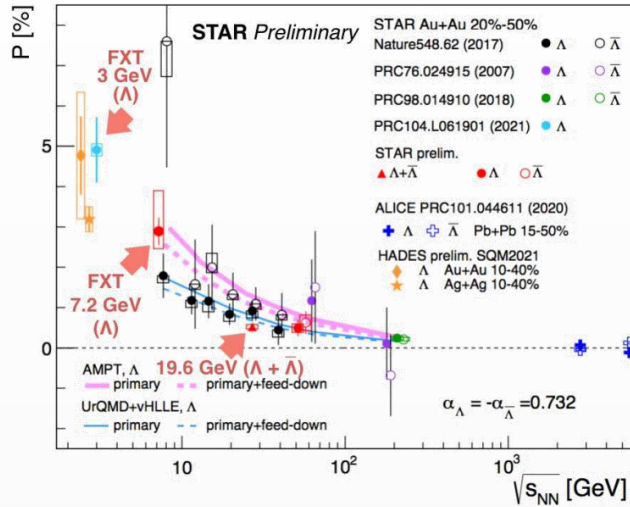 STAR Preliminary
P [%]
5
0
FXT
3 GeV
(Λ)
STAR Au+Au 20%-50%
Nature548.62 (2017) Λ Λ̅
PRC76.024915 (2007) Λ Λ̅
PRC98.014910 (2018) Λ Λ̅
PRC104.L061901 (2021) Λ
STAR prelim.
Λ+Λ̅ Λ Λ̅
ALICE PRC101.044611 (2020)
Λ Λ̅ Pb+Pb 15-50%
HADES prelim. SQM2021
Λ Au+Au 10-40%
Λ Ag+Ag 10-40%
FXT
7.2 GeV
(Λ)
19.6 GeV (Λ + Λ̅)
AMPT, Λ
primary primary+feed-down
UrQMD+vHLLE, Λ
primary primary+feed-down
α_Λ = -α_Λ̅ =0.732
10 10² 10³
√s_NN [GeV]